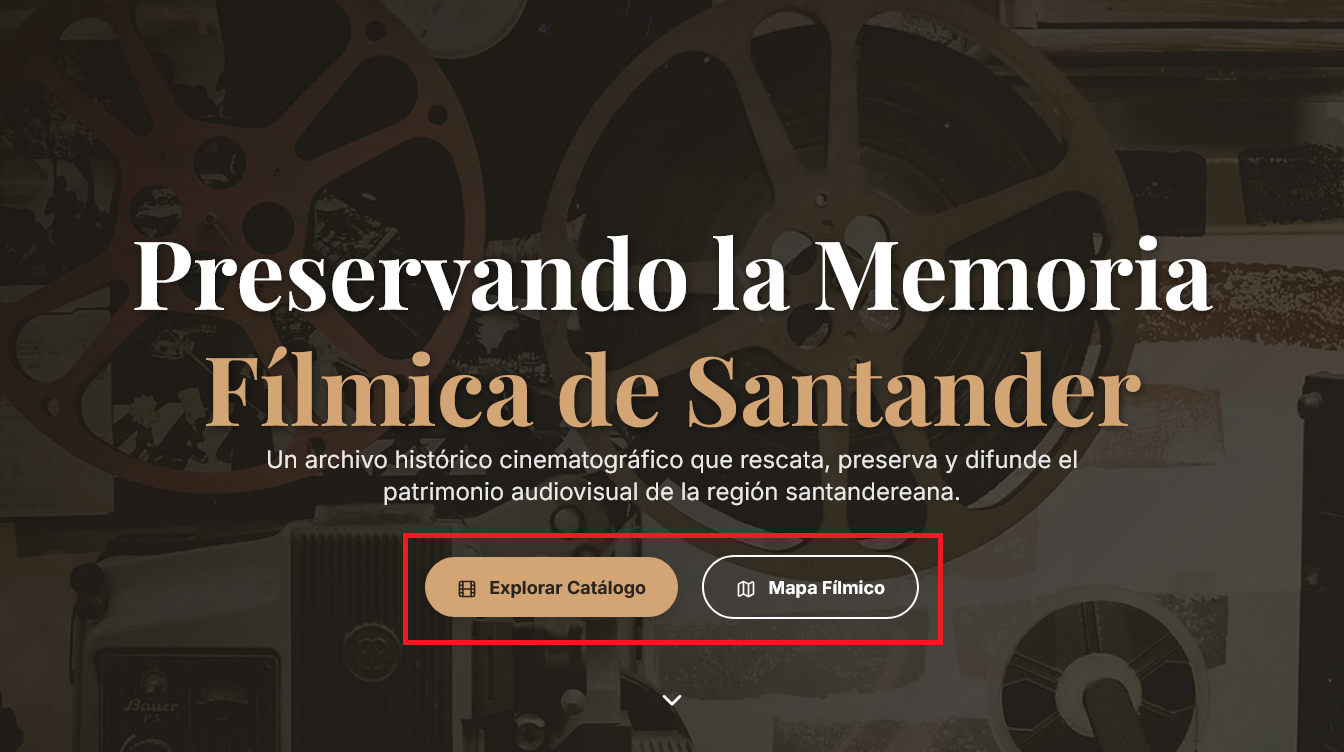 Preservando la Memoria
Fílmica de Santander
Un archivo histórico cinematográfico que rescata, preserva y difunde el
patrimonio audiovisual de la región santandereana.
Explorar Catálogo
Mapa Fílmico
Bauer
P5